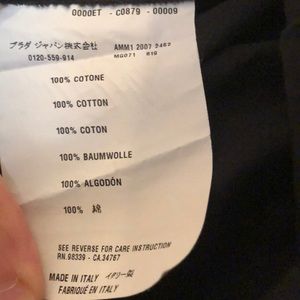 0000ET - C0879 - 00009
プラダ ジャパン株式会社
0120-559-914
AMM1 2007 2462
MG071 619
100% COTONE
100% COTTON
100% COTON
100% BAUMWOLLE
100% ALGODÓN
100% 綿
SEE REVERSE FOR CARE INSTRUCTION
RN.98339 - CA.34767
MADE IN ITALY イタリー製
FABRIQUÉ EN ITALY